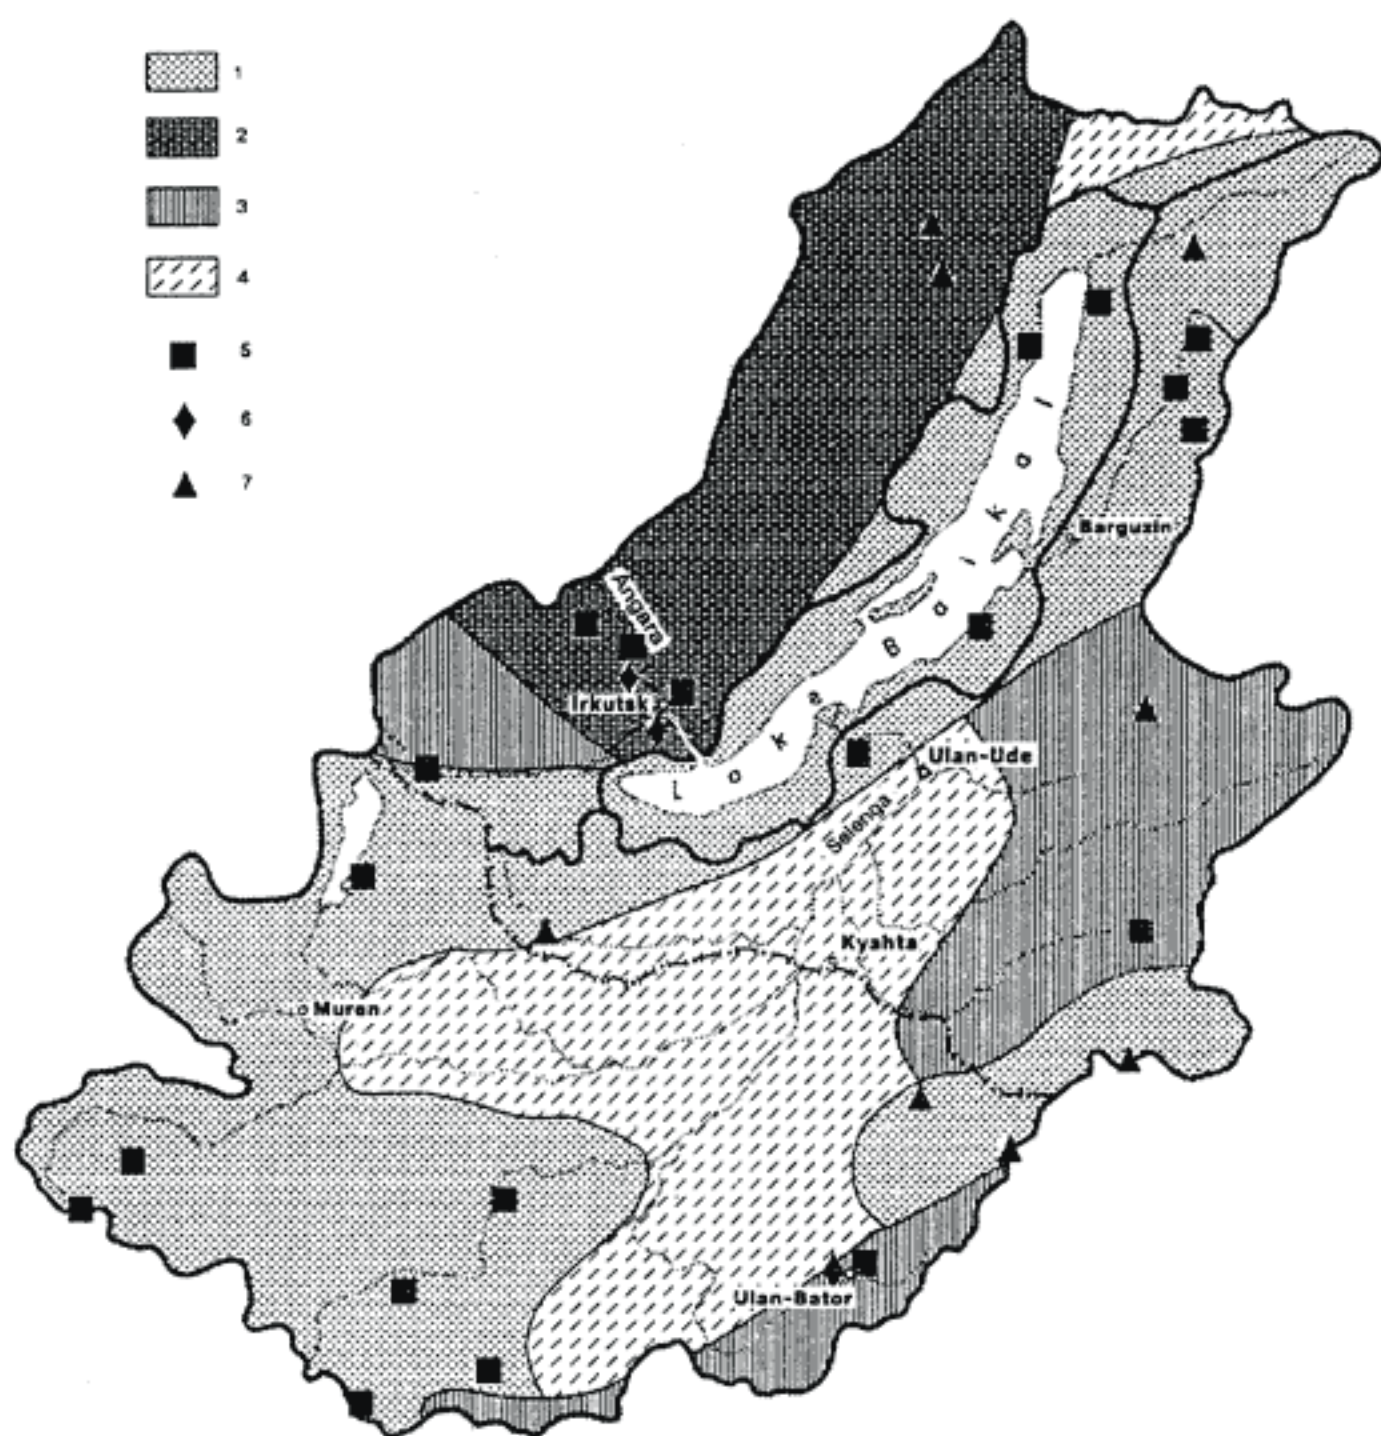 1
2
3
4
5
6
7
Barguzin
Angara
Irkutsk
Lake Baikal
Ulan-Ude
Selenga
Kyahta
Muren
Ulan-Bator